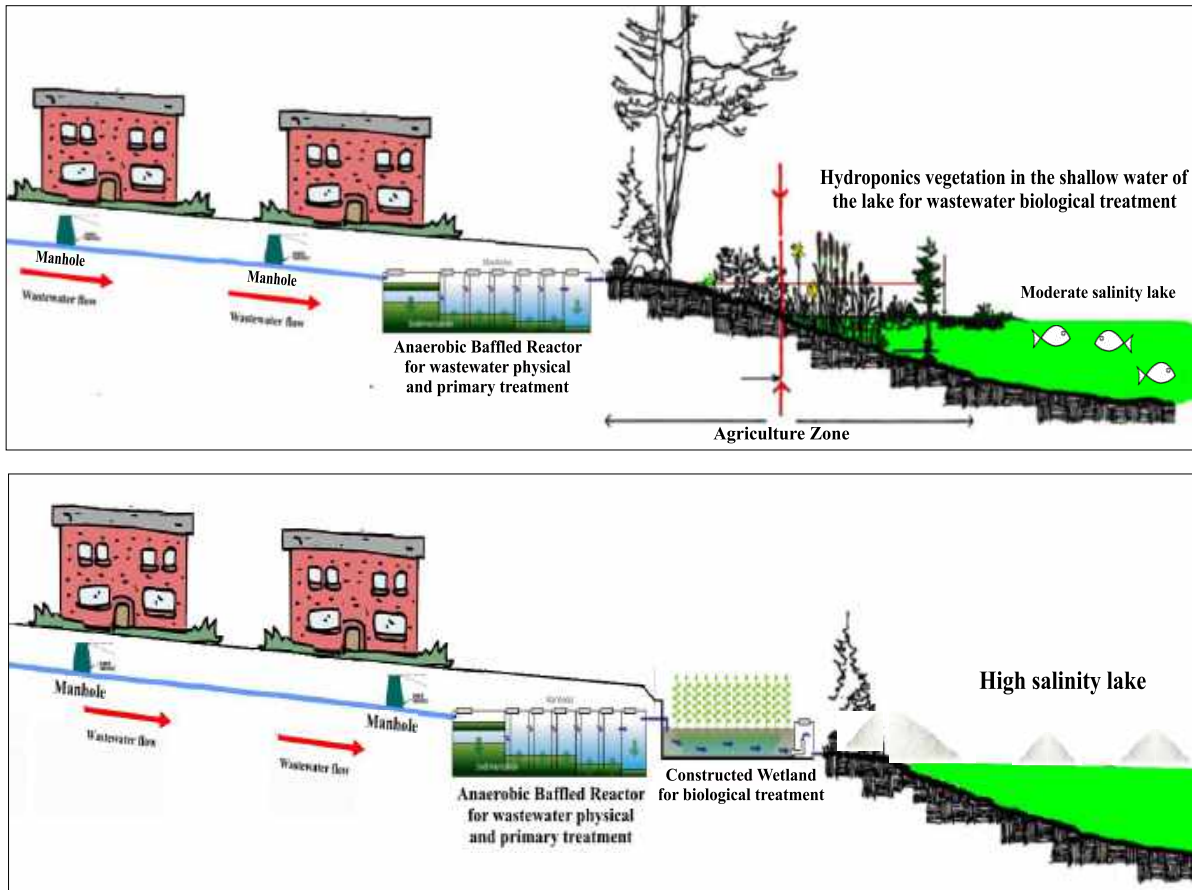 Hydroponics vegetation in the shallow water of
the lake for wastewater biological treatment
Manhole
Manhole
Wastewater flow
Wastewater flow
Manholes
Moderate salinity lake
Anaerobic Baffled Reactor
for wastewater physical
and primary treatment
Agriculture Zone
High salinity lake
Manhole
Manhole
Wastewater flow
Wastewater flow
Manholes
Constructed Wetland
for biological treatment
Anaerobic Baffled Reactor
for wastewater physical
and primary treatment